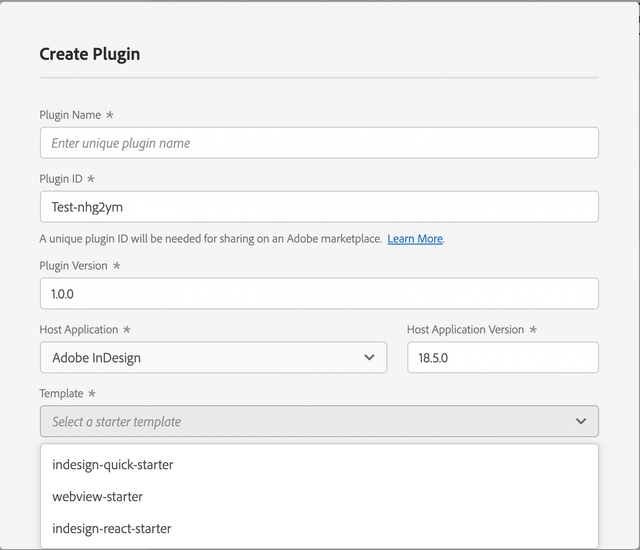 Create Plugin
Plugin Name *
Enter unique plugin name
Plugin ID *
Test-nhg2ym
A unique plugin ID will be needed for sharing on an Adobe marketplace. Learn More.
Plugin Version *
1.0.0
Host Application * Host Application Version *
Adobe InDesign 18.5.0
Template *
Select a starter template
indesign-quick-starter
webview-starter
indesign-react-starter